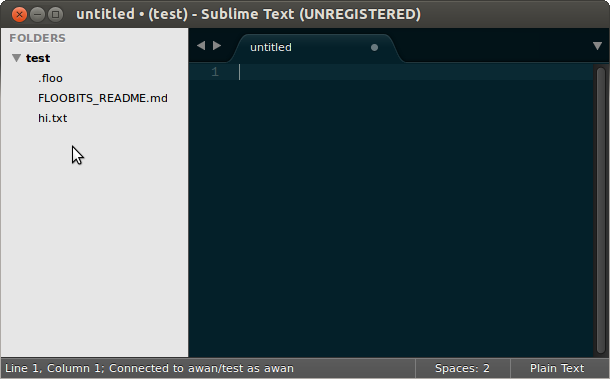 untitled • (test) - Sublime Text (UNREGISTERED)
FOLDERS
test
.floo
FLOOBITS_README.md
hi.txt
untitled
1
Line 1, Column 1; Connected to awan/test as awan
Spaces: 2
Plain Text